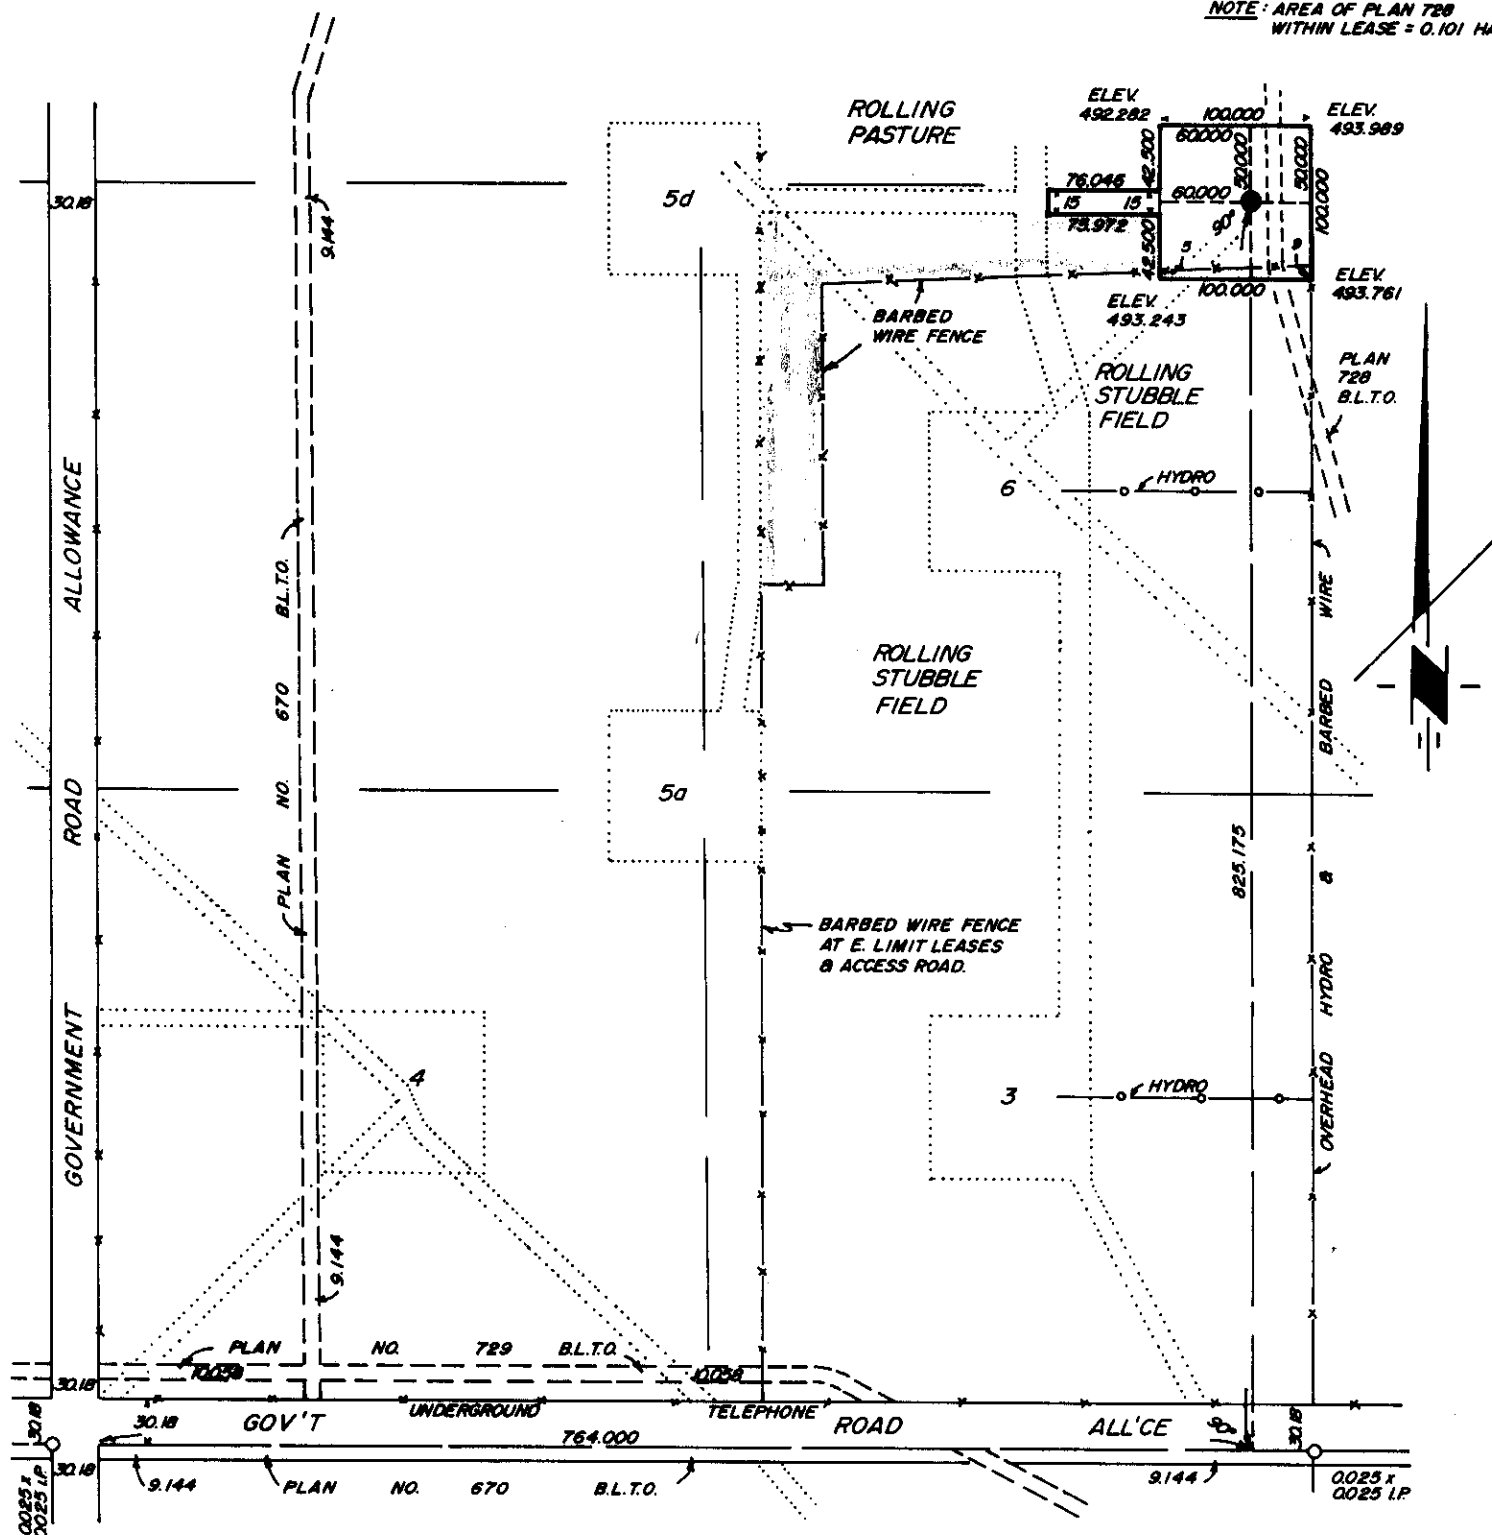 NOTE : AREA OF PLAN 728
WITHIN LEASE = 0.101 HA
ROLLING
PASTURE
ELEV.
492.282
100.000
60.000
ELEV.
493.989
42.500
50.000
50.000
100.000
30.18
9.144
5d
76.046
15 15
75.972
60.000
90°
42.500
5
100.000
ELEV.
493.761
ELEV.
493.243
BARBED
WIRE FENCE
PLAN
728
B.L.T.O.
ROLLING
STUBBLE
FIELD
6
HYDRO
GOVERNMENT ROAD ALLOWANCE
PLAN NO. 670 B.L.T.O.
ROLLING
STUBBLE
FIELD
5a
825.175
OVERHEAD HYDRO & BARBED WIRE
BARBED WIRE FENCE
AT E. LIMIT LEASES
& ACCESS ROAD.
4
3
HYDRO
9.144
PLAN NO. 729 B.L.T.O.
10.058
10.058
30.18
30.18
30.18
GOV'T ROAD ALL'CE
UNDERGROUND TELEPHONE
764.000
90°
30.18
30.18
9.144
PLAN NO. 670 B.L.T.O.
9.144
0.025 x
0.025 I.P.
0.025 x
0.025 I.P.